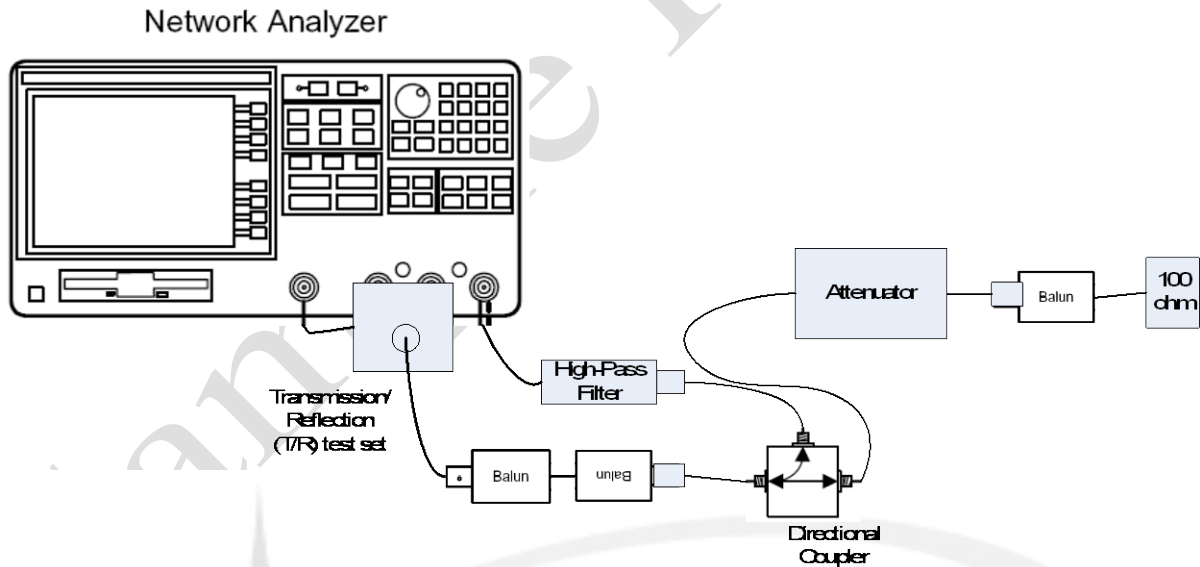 Network Analyzer
Attenuator
Balun
100
ohm
High-Pass
Filter
Transmission/
Reflection
(T/R) test set
Balun
Balun
Directional
Coupler